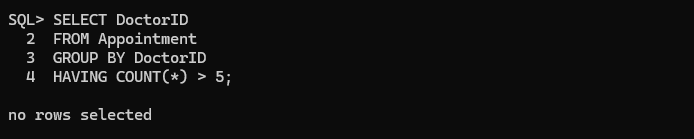 SQL> SELECT DoctorID
  2  FROM Appointment
  3  GROUP BY DoctorID
  4  HAVING COUNT(*) > 5;
no rows selected